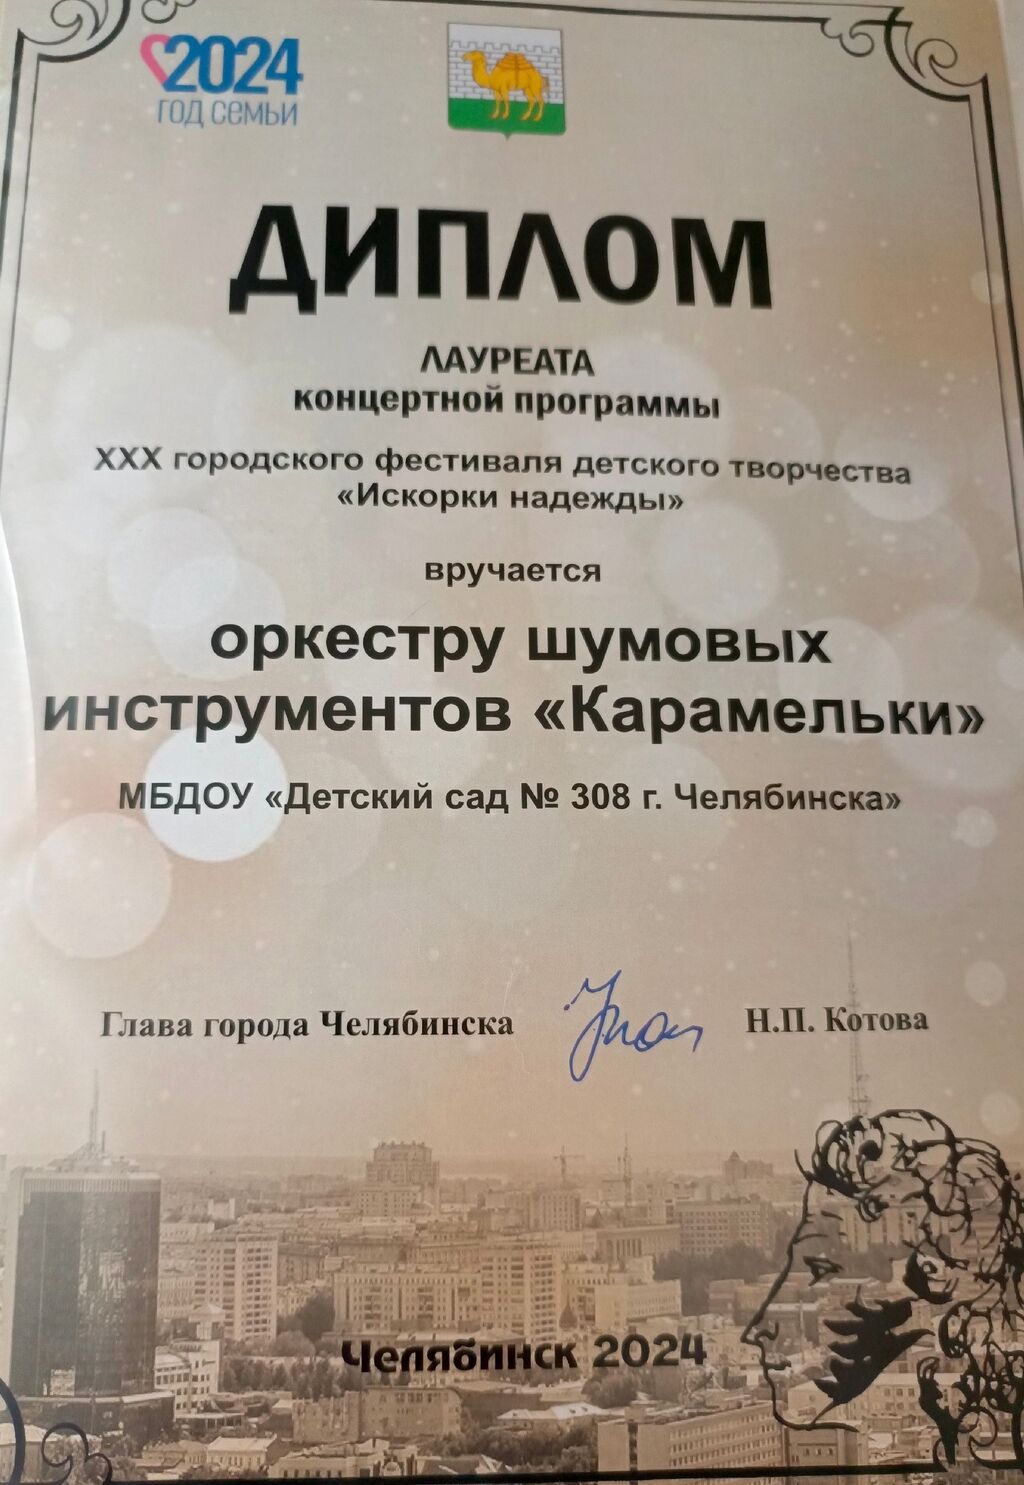 2024
ГОД СЕМЬИ
ДИПЛОМ
ЛАУРЕАТА
концертной программы
XXX городского фестиваля детского творчества
«Искорки надежды»
вручается
оркестру шумовых
инструментов «Карамельки»
МБДОУ «Детский сад № 308 г. Челябинска»
Глава города Челябинска
Н.П. Котова
Челябинск 2024